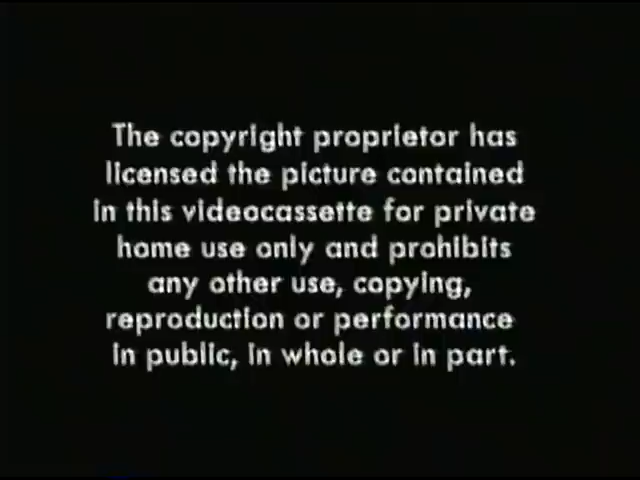 The copyright proprietor has
licensed the picture contained
in this videocassette for private
home use only and prohibits
any other use, copying,
reproduction or performance
in public, in whole or in part.